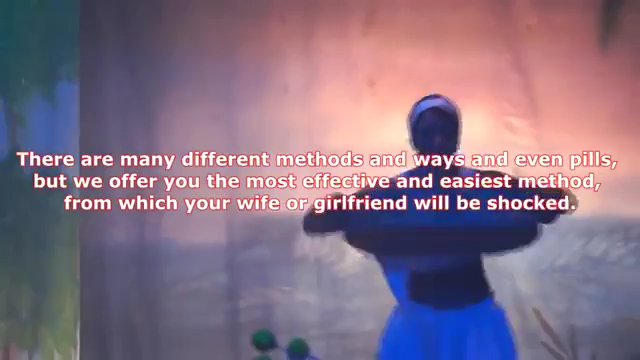 There are many different methods and ways and even pills,
but we offer you the most effective and easiest method,
from which your wife or girlfriend will be shocked.